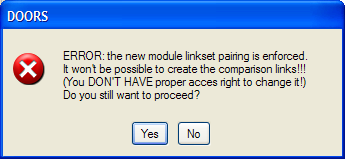 DOORS
ERROR: the new module linkset pairing is enforced.
It won't be possible to create the comparison links!!!
(You DON'T HAVE proper acces right to change it!)
Do you still want to proceed?
Yes No